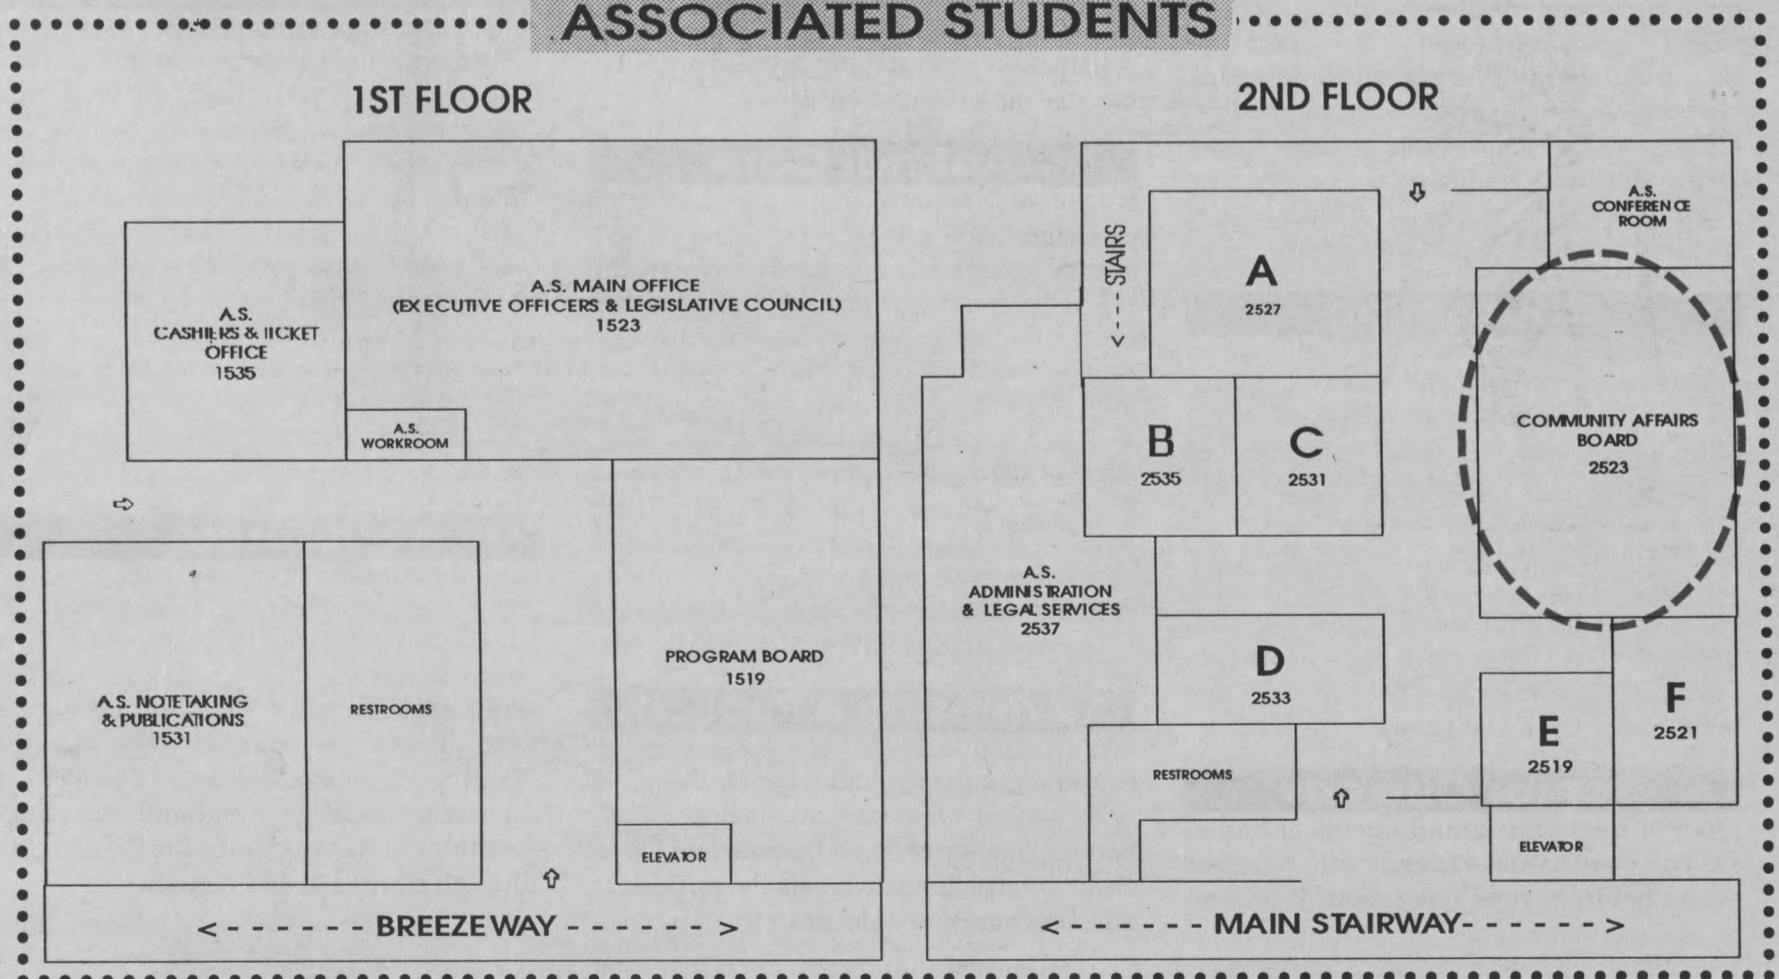 ASSOCIATED STUDENTS
1ST FLOOR
A.S. MAIN OFFICE
(EXECUTIVE OFFICERS & LEGISLATIVE COUNCIL)
1523
A.S.
CASHIERS & TICKET
OFFICE
1535
A.S.
WORKROOM
A.S. NOTETAKING
& PUBLICATIONS
1531
RESTROOMS
PROGRAM BOARD
1519
ELEVATOR
<- - - - - - - BREEZEWAY - - - - - - - >
2ND FLOOR
A.S.
CONFERENCE
ROOM
<- - - - STAIRS
A
2527
B
2535
C
2531
COMMUNITY AFFAIRS
BOARD
2523
A.S.
ADMINISTRATION
& LEGAL SERVICES
2537
D
2533
E
2519
F
2521
RESTROOMS
ELEVATOR
<- - - - - - - MAIN STAIRWAY- - - - - - - >